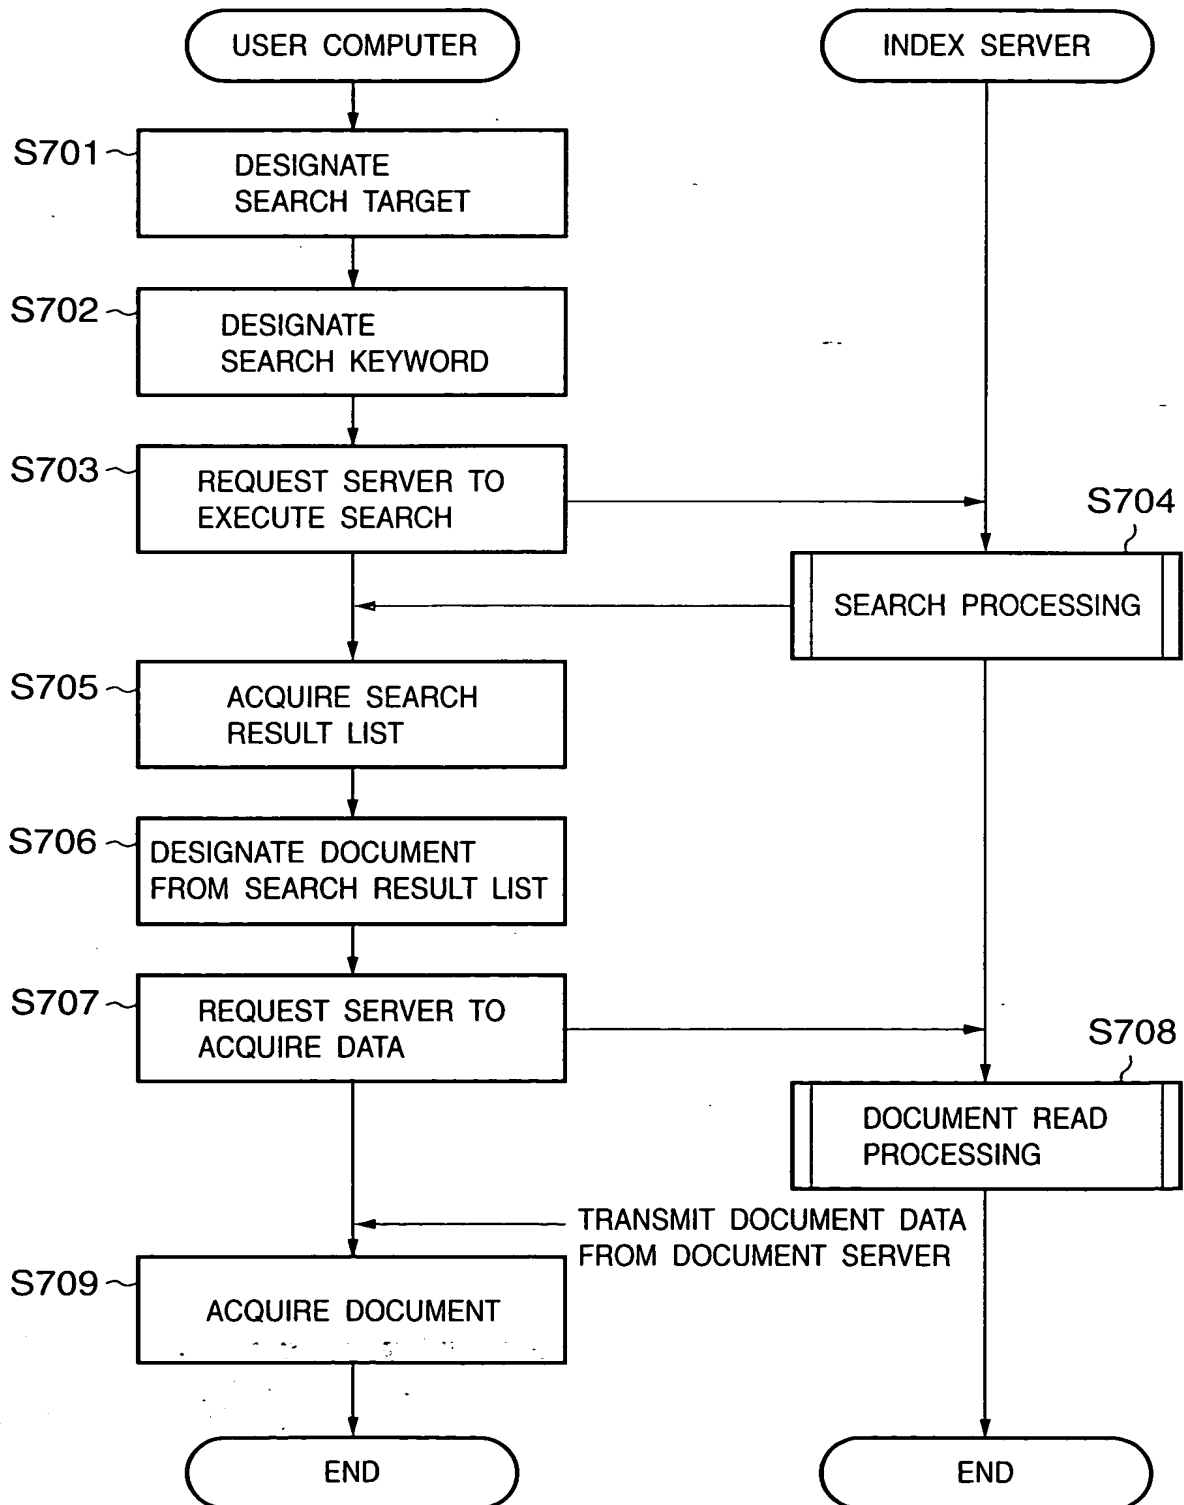 USER COMPUTER
INDEX SERVER
S701
DESIGNATE
SEARCH TARGET
S702
DESIGNATE
SEARCH KEYWORD
S703
REQUEST SERVER TO
EXECUTE SEARCH
S704
SEARCH PROCESSING
S705
ACQUIRE SEARCH
RESULT LIST
S706
DESIGNATE DOCUMENT
FROM SEARCH RESULT LIST
S707
REQUEST SERVER TO
ACQUIRE DATA
S708
DOCUMENT READ
PROCESSING
TRANSMIT DOCUMENT DATA
FROM DOCUMENT SERVER
S709
ACQUIRE DOCUMENT
END
END